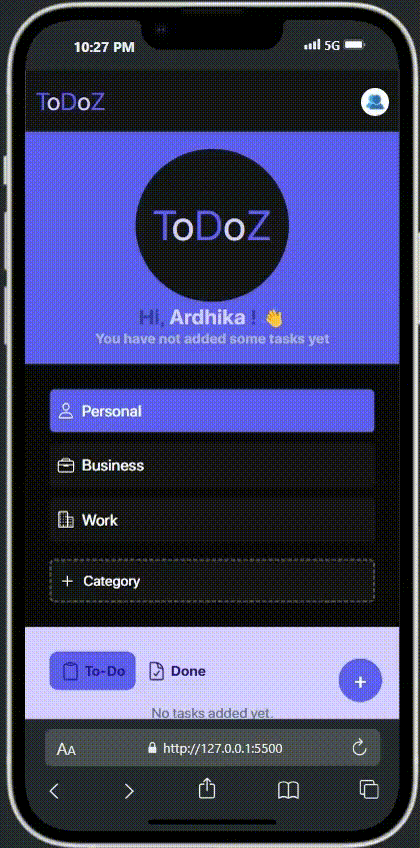 10:27 PM 5G
ToDoZ
ToDoZ
Hi, Ardhika ! 👋
You have not added some tasks yet
Personal
Business
Work
+ Category
To-Do Done
+
No tasks added yet.
AA http://127.0.0.1:5500